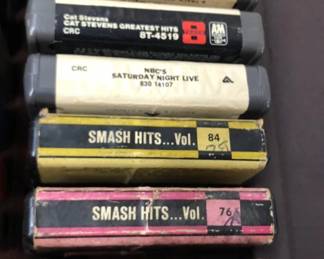 Cat Stevens
CAT STEVENS GREATEST HITS
CRC 8T-4519 8 A&M
CRC NBC'S
SATURDAY NIGHT LIVE
830 14107
SMASH HITS...Vol. 84
SMASH HITS...Vol. 76